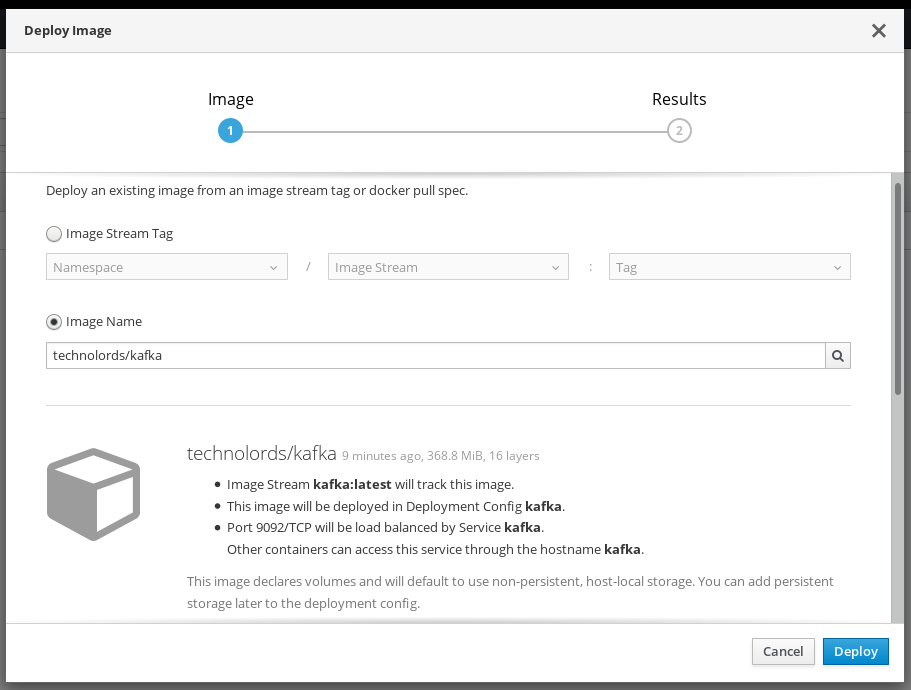 Deploy Image
Image
Results
1
2
Deploy an existing image from an image stream tag or docker pull spec.
Image Stream Tag
Namespace / Image Stream : Tag
Image Name
technolords/kafka
technolords/kafka 9 minutes ago, 368.8 MiB, 16 layers
Image Stream kafka:latest will track this image.
This image will be deployed in Deployment Config kafka.
Port 9092/TCP will be load balanced by Service kafka.
Other containers can access this service through the hostname kafka.
This image declares volumes and will default to use non-persistent, host-local storage. You can add persistent
storage later to the deployment config.
Cancel
Deploy